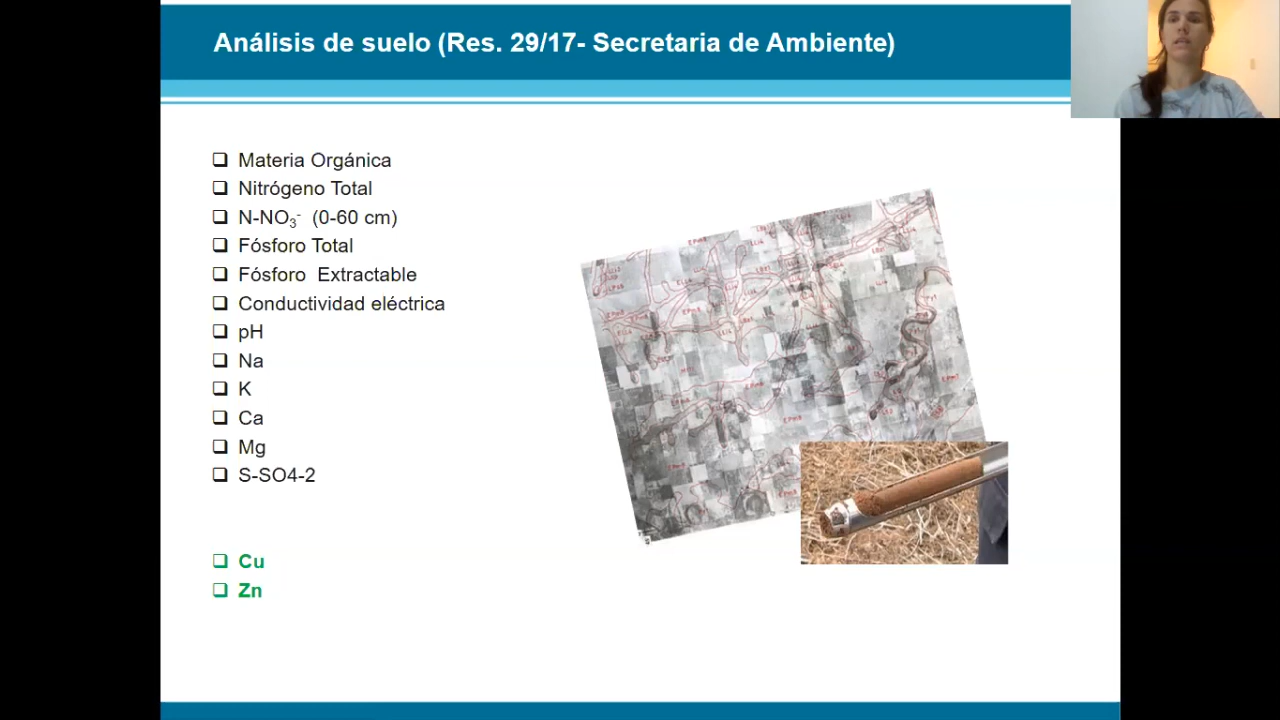 Análisis de suelo (Res. 29/17- Secretaria de Ambiente)
❑ Materia Orgánica
❑ Nitrógeno Total
❑ N-NO₃⁻ (0-60 cm)
❑ Fósforo Total
❑ Fósforo Extractable
❑ Conductividad eléctrica
❑ pH
❑ Na
❑ K
❑ Ca
❑ Mg
❑ S-SO4-2
❑ Cu
❑ Zn